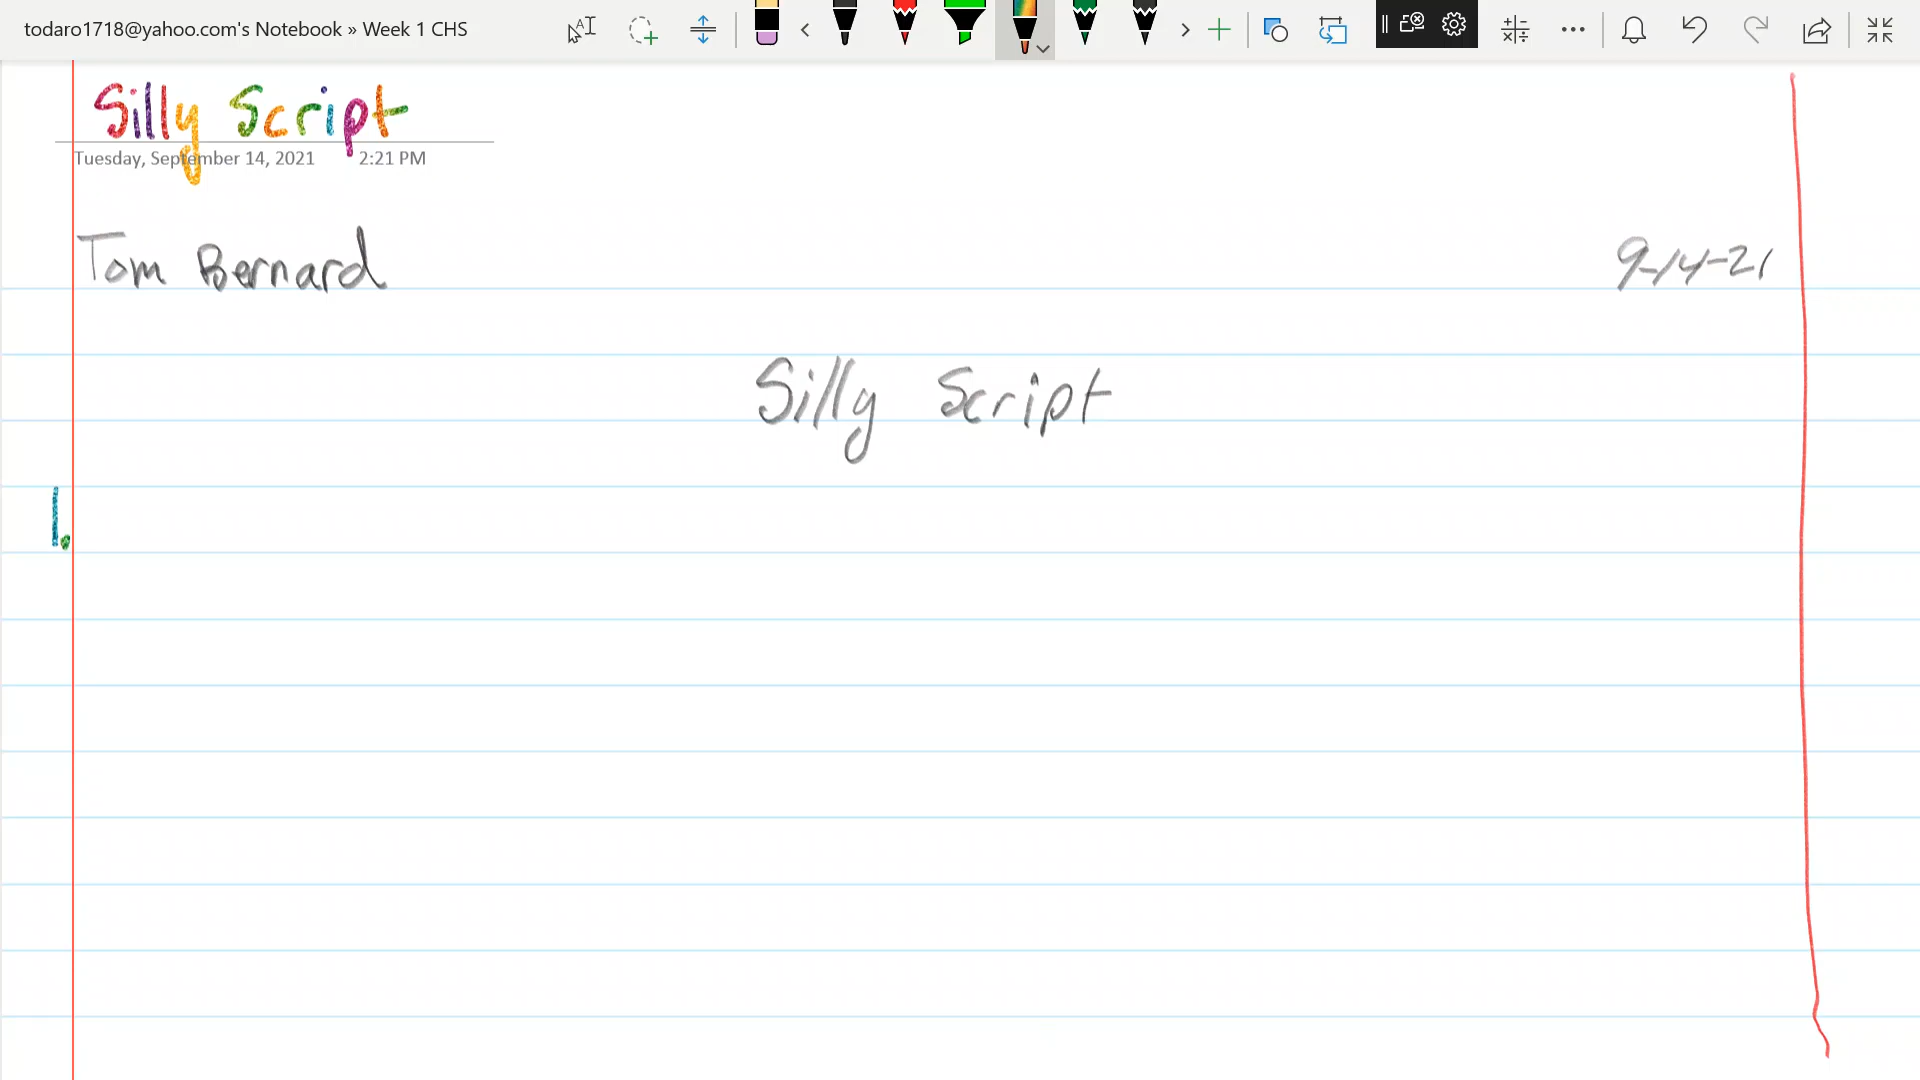 todaro1718@yahoo.com's Notebook » Week 1 CHS
Silly Script
Tuesday, September 14, 2021 2:21 PM
Tom Bernard 9-14-21
Silly Script
1.